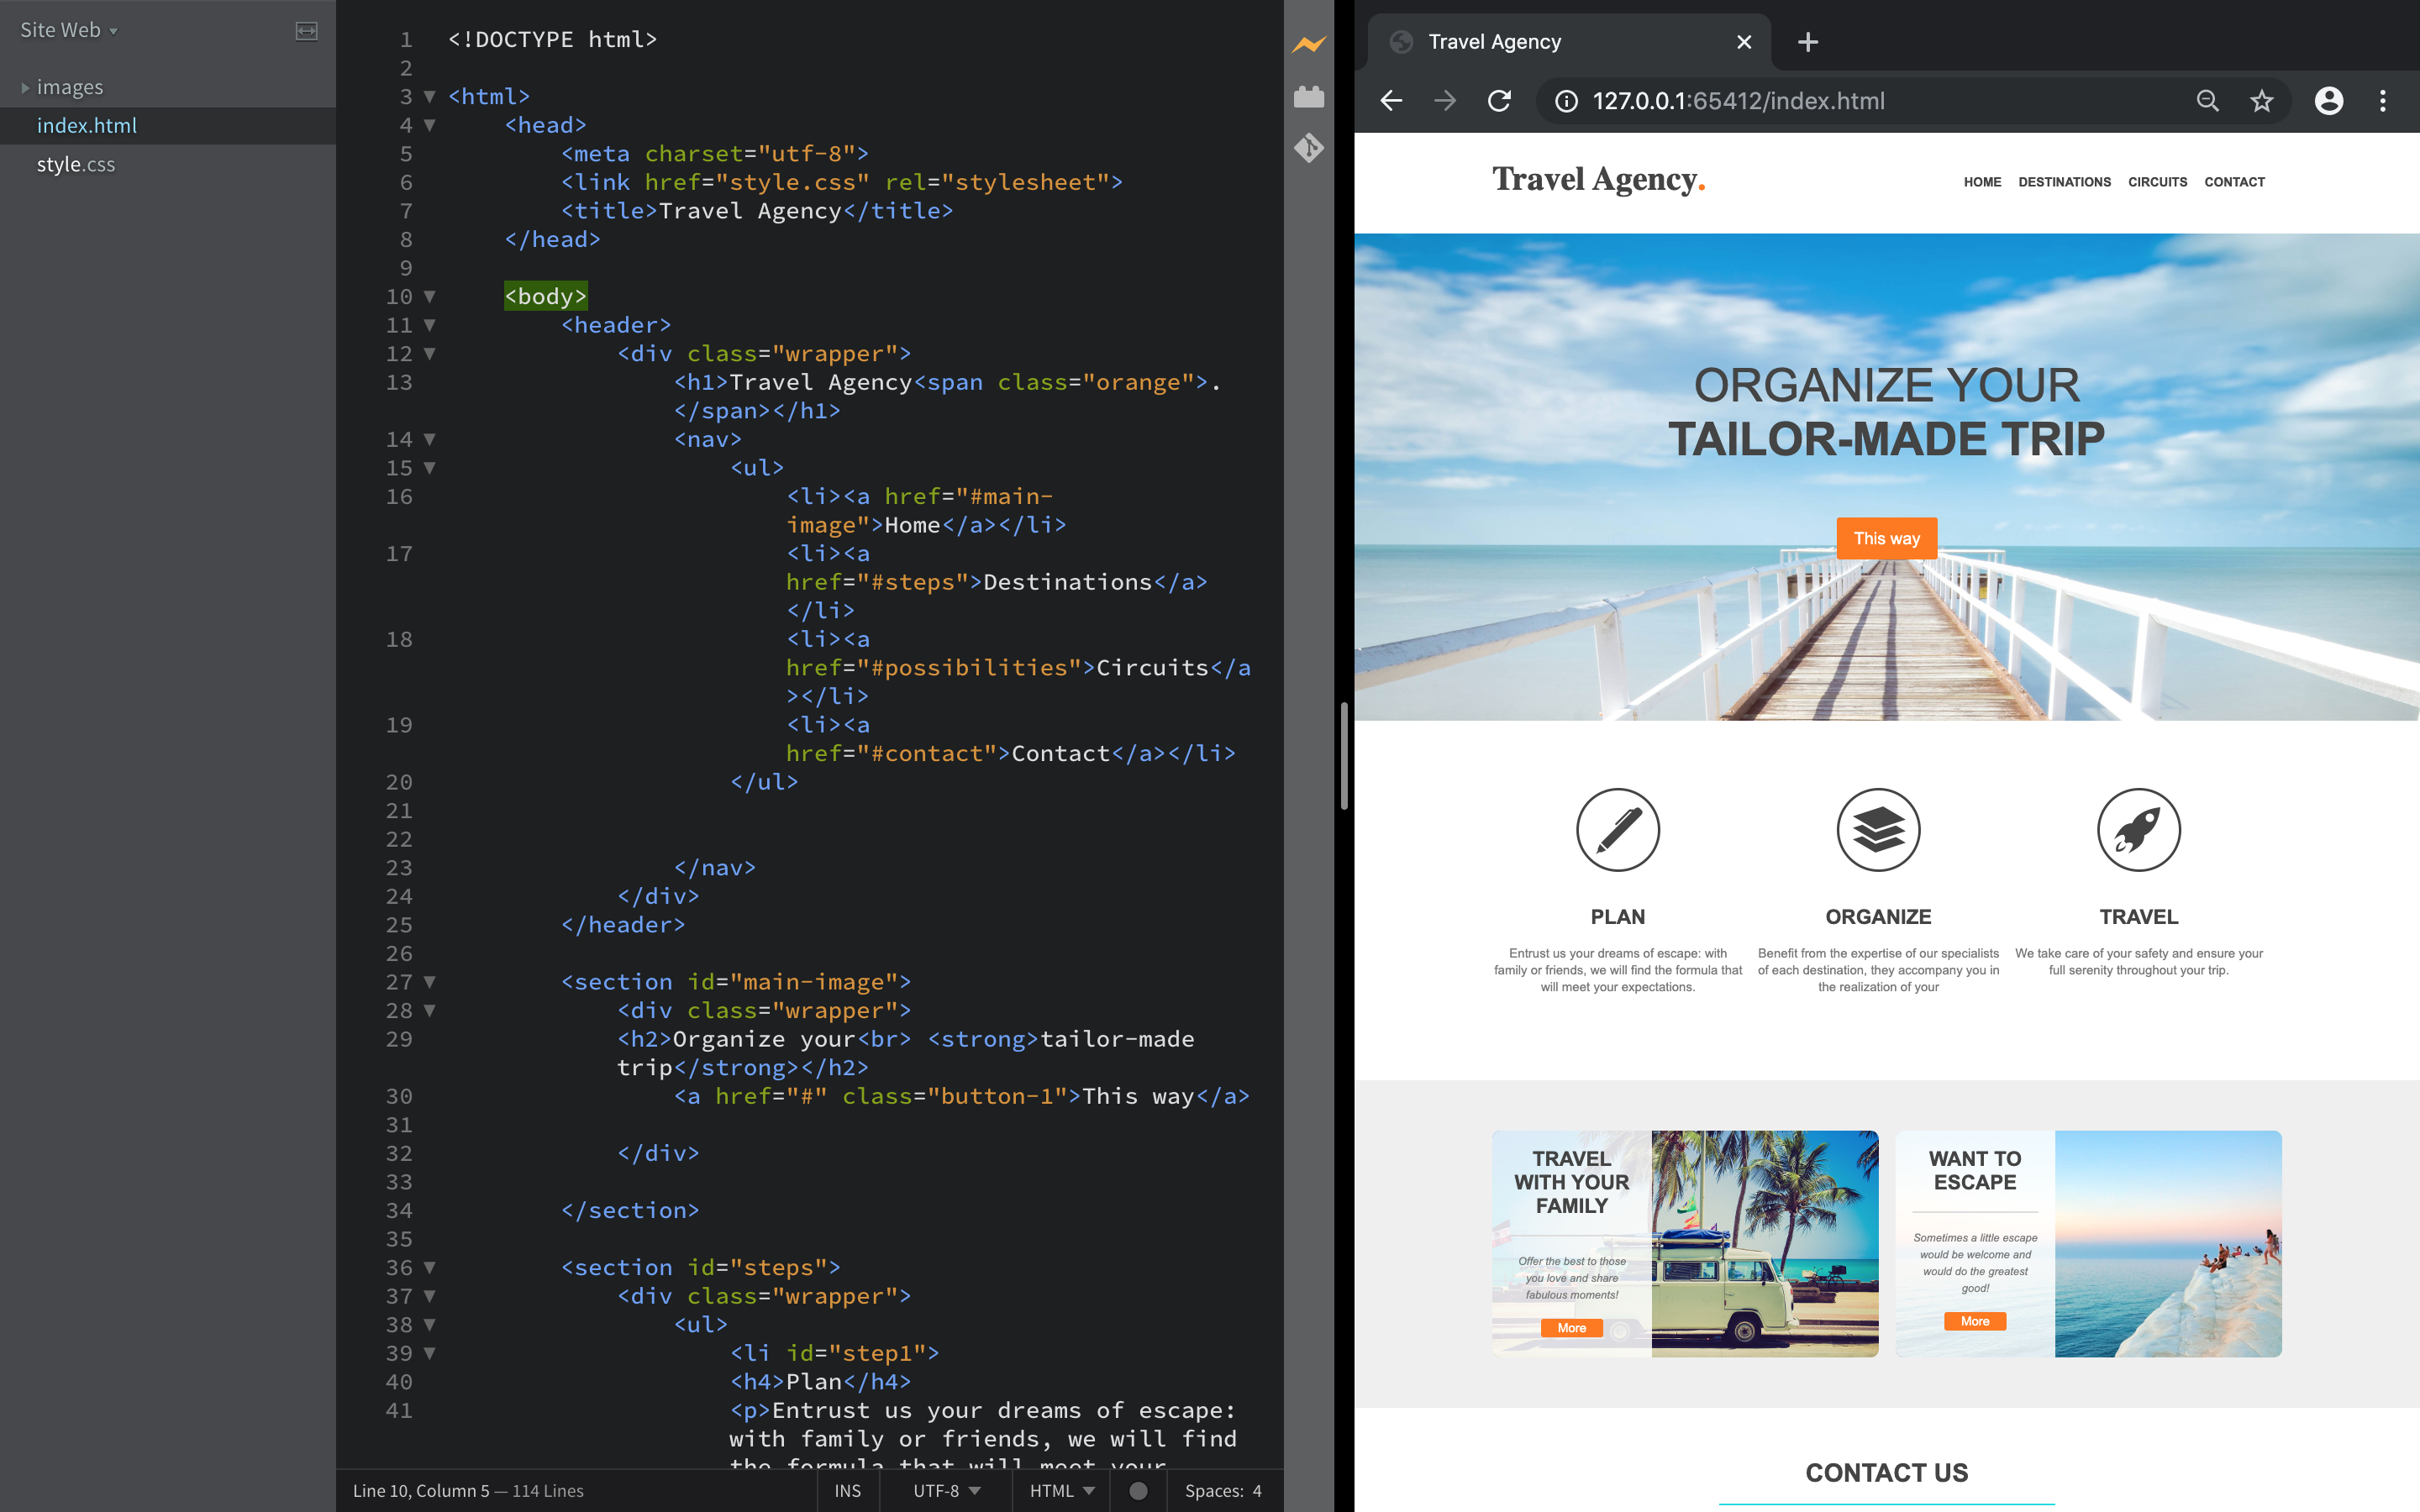 Site Web
images
index.html
style.css
1 <!DOCTYPE html>
2
3 <html>
4 <head>
5 <meta charset="utf-8">
6 <link href="style.css" rel="stylesheet">
7 <title>Travel Agency</title>
8 </head>
9
10 <body>
11 <header>
12 <div class="wrapper">
13 <h1>Travel Agency<span class="orange">.
</span></h1>
14 <nav>
15 <ul>
16 <li><a href="#main-
image">Home</a></li>
17 <li><a
href="#steps">Destinations</a>
</li>
18 <li><a
href="#possibilities">Circuits</a
></li>
19 <li><a
href="#contact">Contact</a></li>
20 </ul>
21
22
23 </nav>
24 </div>
25 </header>
26
27 <section id="main-image">
28 <div class="wrapper">
29 <h2>Organize your<br> <strong>tailor-made
trip</strong></h2>
30 <a href="#" class="button-1">This way</a>
31
32 </div>
33
34 </section>
35
36 <section id="steps">
37 <div class="wrapper">
38 <ul>
39 <li id="step1">
40 <h4>Plan</h4>
41 <p>Entrust us your dreams of escape:
with family or friends, we will find
the formula that will meet your
Line 10, Column 5 — 114 Lines
INS
UTF-8
HTML
Spaces: 4
Travel Agency
127.0.0.1:65412/index.html
Travel Agency.
HOME DESTINATIONS CIRCUITS CONTACT
ORGANIZE YOUR
TAILOR-MADE TRIP
This way
PLAN
Entrust us your dreams of escape: with
family or friends, we will find the formula that
will meet your expectations.
ORGANIZE
Benefit from the expertise of our specialists
of each destination, they accompany you in
the realization of your
TRAVEL
We take care of your safety and ensure your
full serenity throughout your trip.
TRAVEL
WITH YOUR
FAMILY
Offer the best to those
you love and share
fabulous moments!
More
WANT TO
ESCAPE
Sometimes a little escape
would be welcome and
would do the greatest
good!
More
CONTACT US